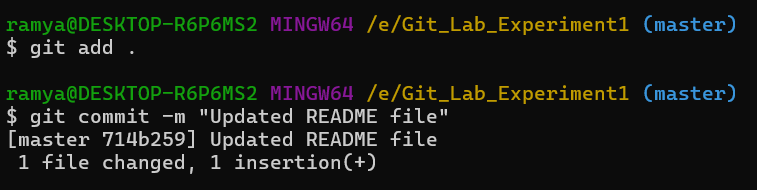 ramya@DESKTOP-R6P6MS2 MINGW64 /e/Git_Lab_Experiment1 (master)
$ git add .
ramya@DESKTOP-R6P6MS2 MINGW64 /e/Git_Lab_Experiment1 (master)
$ git commit -m "Updated README file"
[master 714b259] Updated README file
 1 file changed, 1 insertion(+)